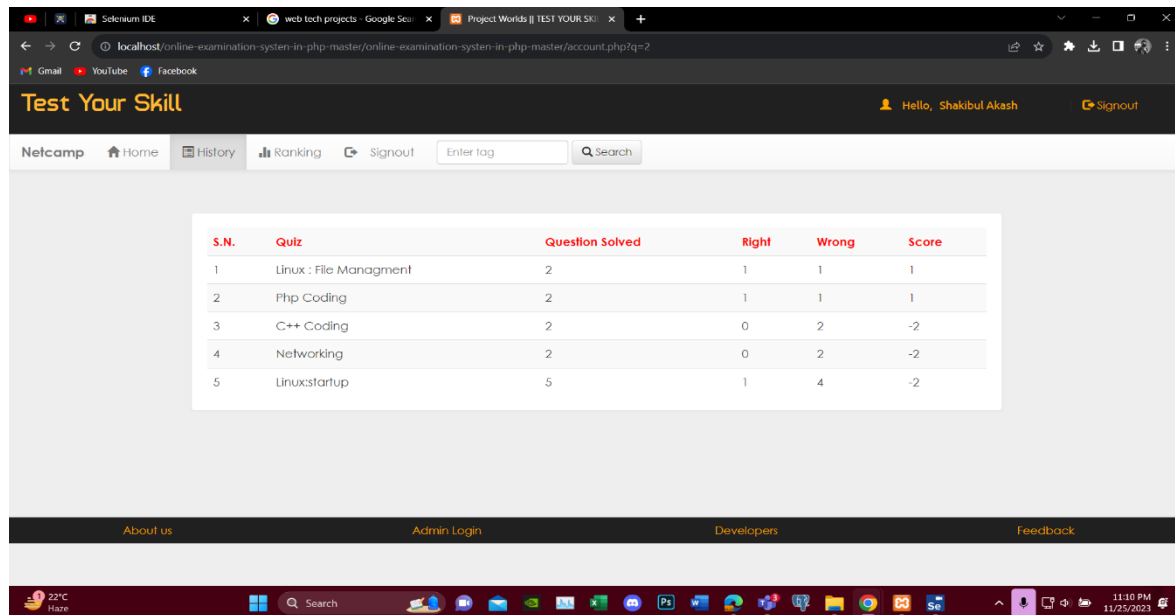 Selenium IDE
web tech projects - Google Sear
Project Worlds || TEST YOUR SKI
localhost/online-examination-systen-in-php-master/online-examination-systen-in-php-master/account.php?q=2
Gmail YouTube Facebook
Test Your Skill
Hello, Shakibul Akash Signout
Netcamp Home History Ranking Signout Enter tag Search
S.N. Quiz Question Solved Right Wrong Score
1 Linux : File Managment 2 1 1 1
2 Php Coding 2 1 1 1
3 C++ Coding 2 0 2 -2
4 Networking 2 0 2 -2
5 Linux:startup 5 1 4 -2
About us Admin Login Developers Feedback
1 22°C
Haze
Search
Ps
Se
11:10 PM
11/25/2023